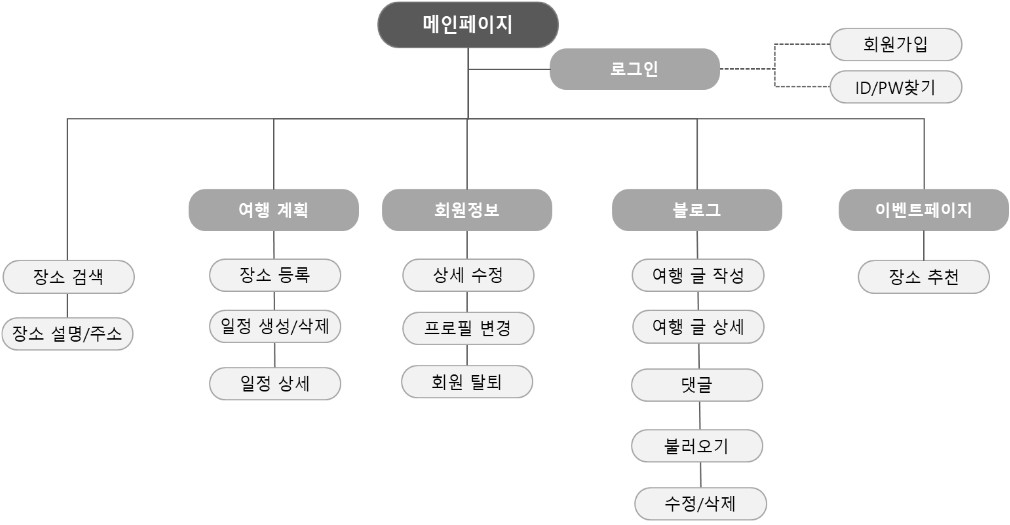 메인페이지
로그인
회원가입
ID/PW찾기
여행 계획
회원정보
블로그
이벤트페이지
장소 검색
장소 설명/주소
장소 등록
일정 생성/삭제
일정 상세
상세 수정
프로필 변경
회원 탈퇴
여행 글 작성
여행 글 상세
댓글
불러오기
수정/삭제
장소 추천